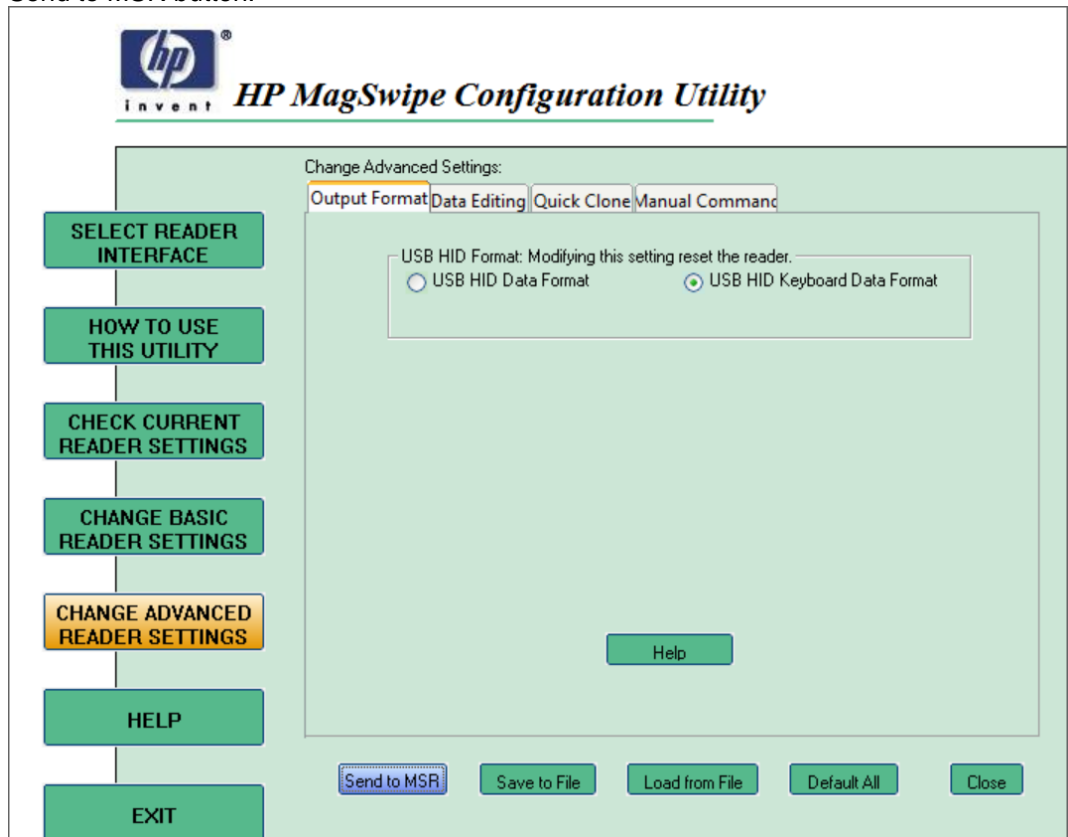 Send to MSR button.
hp ®
invent HP MagSwipe Configuration Utility
Change Advanced Settings:
Output Format Data Editing Quick Clone Manual Command
SELECT READER
INTERFACE
USB HID Format: Modifying this setting reset the reader.
USB HID Data Format USB HID Keyboard Data Format
HOW TO USE
THIS UTILITY
CHECK CURRENT
READER SETTINGS
CHANGE BASIC
READER SETTINGS
CHANGE ADVANCED
READER SETTINGS
Help
HELP
Send to MSR Save to File Load from File Default All Close
EXIT